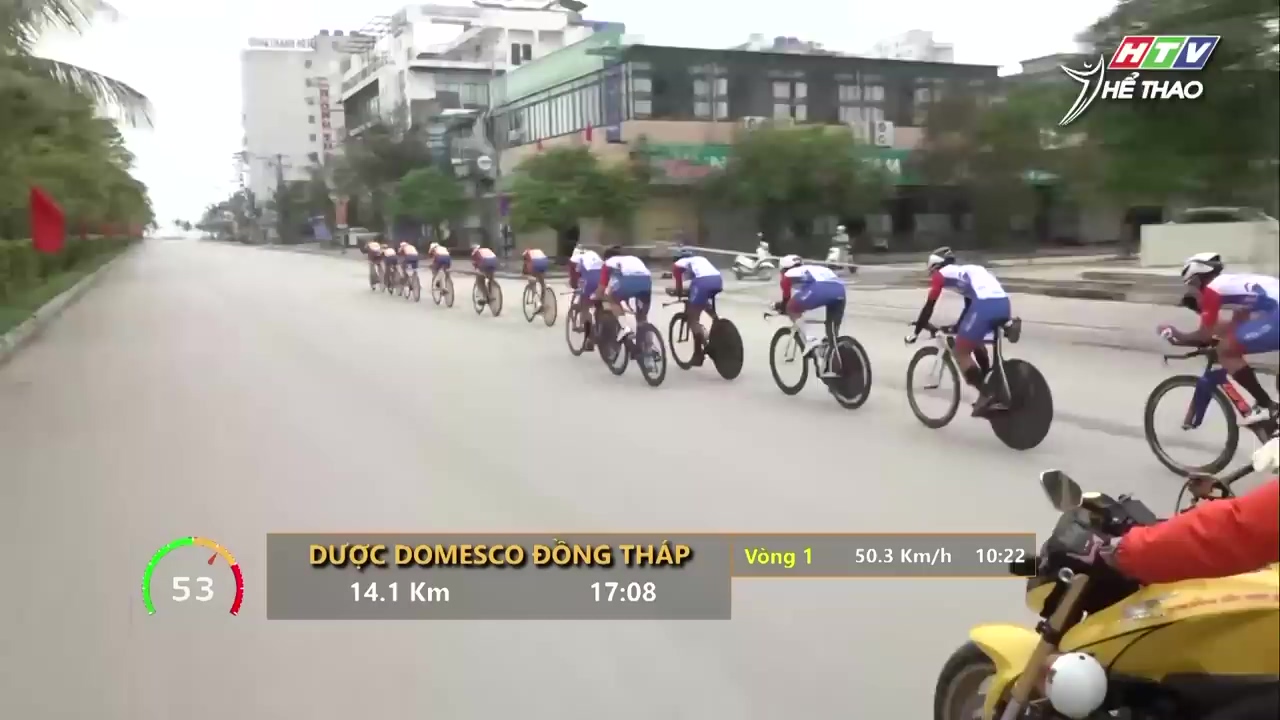 HTV
THỂ THAO
53
DƯỢC DOMESCO ĐỒNG THÁP
14.1 Km 17:08
Vòng 1 50.3 Km/h 10:22